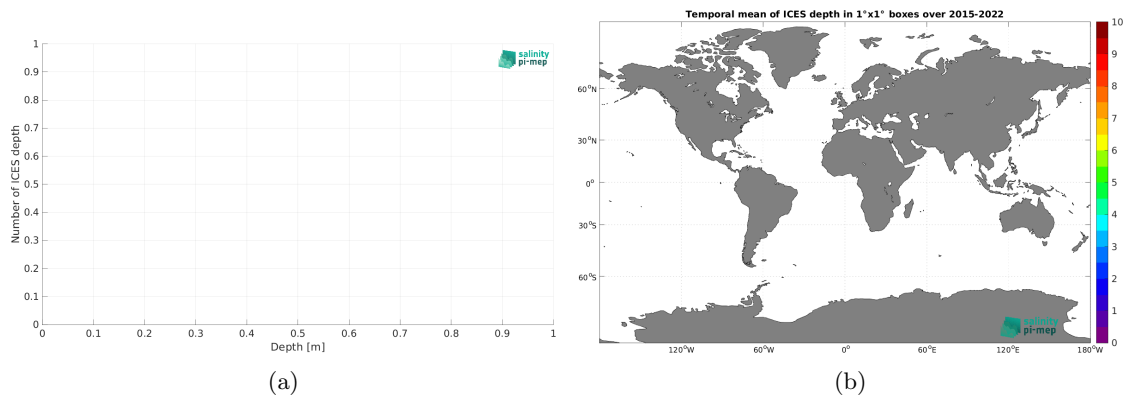 Temporal mean of ICES depth in 1°x1° boxes over 2015-2022
1
0.9
0.8
0.7
0.6
0.5
0.4
0.3
0.2
0.1
0
Number of ICES depth
0 0.1 0.2 0.3 0.4 0.5 0.6 0.7 0.8 0.9 1
Depth [m]
salinity
pi-mep
(a)
60°N
30°N
0°
30°S
60°S
120°W 60°W 0° 60°E 120°E 180°W
salinity
pi-mep
10
9
8
7
6
5
4
3
2
1
0
(b)